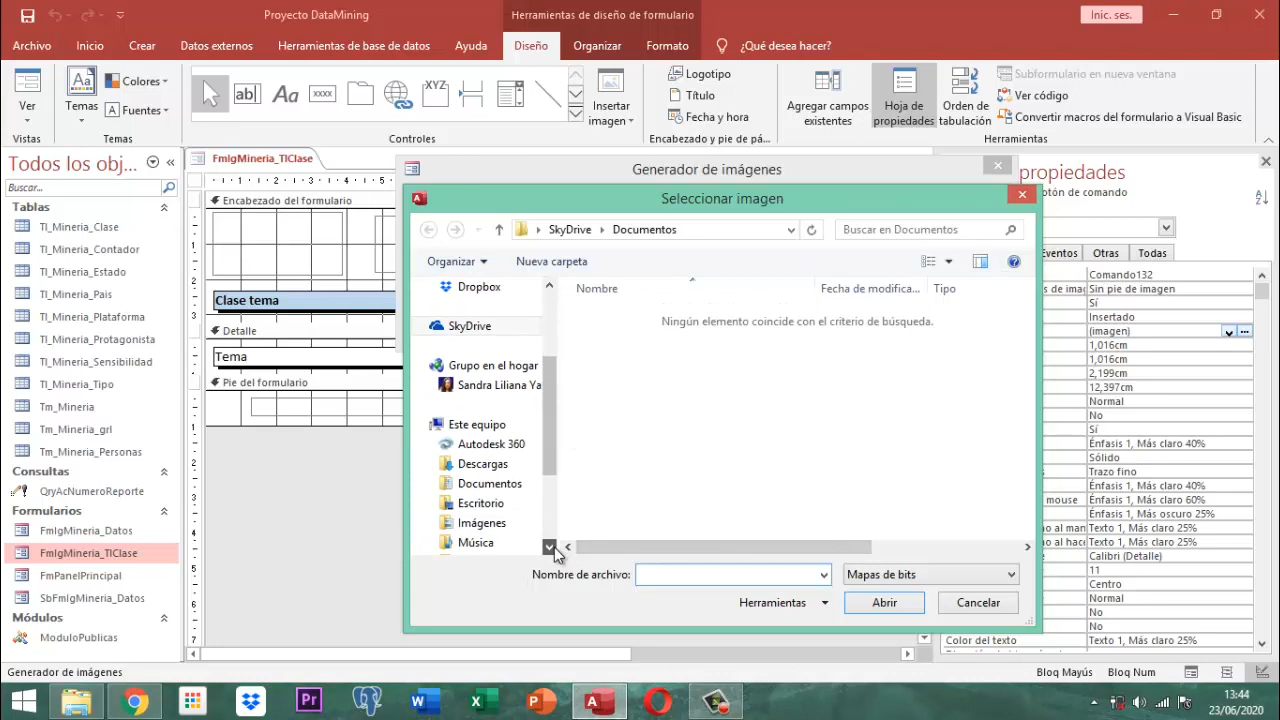 Proyecto DataMining
Herramientas de diseño de formulario
Inic. ses.
Archivo
Inicio
Crear
Datos externos
Herramientas de base de datos
Ayuda
Diseño
Organizar
Formato
¿Qué desea hacer?
Ver
Temas
Colores
Fuentes
Insertar
imagen
Logotipo
Título
Fecha y hora
Agregar campos
existentes
Hoja de
propiedades
Orden de
tabulación
Subformulario en nueva ventana
Ver código
Convertir macros del formulario a Visual Basic
Vistas
Temas
Controles
Encabezado y pie de pá...
Herramientas
Todos los obj...
Buscar...
Tablas
Tl_Mineria_Clase
Tl_Mineria_Contador
Tl_Mineria_Estado
Tl_Mineria_Pais
Tl_Mineria_Plataforma
Tl_Mineria_Protagonista
Tl_Mineria_Sensibilidad
Tl_Mineria_Tipo
Tm_Mineria
Tm_Mineria_grl
Tm_Mineria_Personas
Consultas
QryAcNumeroReporte
Formularios
FmIgMineria_Datos
FmIgMineria_TlClase
FmPanelPrincipal
SbFmIgMineria_Datos
Módulos
ModuloPublicas
FmIgMineria_TlClase
Encabezado del formulario
Clase tema
Detalle
Tema
Pie del formulario
Generador de imágenes
Seleccionar imagen
SkyDrive
Documentos
Buscar en Documentos
Organizar
Nueva carpeta
Dropbox
SkyDrive
Grupo en el hogar
Sandra Liliana Ya
Este equipo
Autodesk 360
Descargas
Documentos
Escritorio
Imágenes
Música
Nombre
Fecha de modifica...
Tipo
Ningún elemento coincide con el criterio de búsqueda.
Nombre de archivo:
Mapas de bits
Herramientas
Abrir
Cancelar
propiedades
otón de comando
Eventos
Otras
Todas
Comando132
s de imag
Sin pie de imagen
Sí
Insertado
(imagen)
1,016cm
1,016cm
2,199cm
12,397cm
Normal
No
Sí
Énfasis 1, Más claro 40%
Sólido
Trazo fino
mouse
Énfasis 1, Más claro 60%
Énfasis 1, Más oscuro 25%
o al man
Texto 1, Más claro 25%
o al hace
Texto 1, Más claro 25%
Calibri (Detalle)
11
Centro
Normal
No
No
Color del texto
Texto 1, Más claro 25%
Generador de imágenes
Bloq Mayús
Bloq Num
13:44
23/06/2020